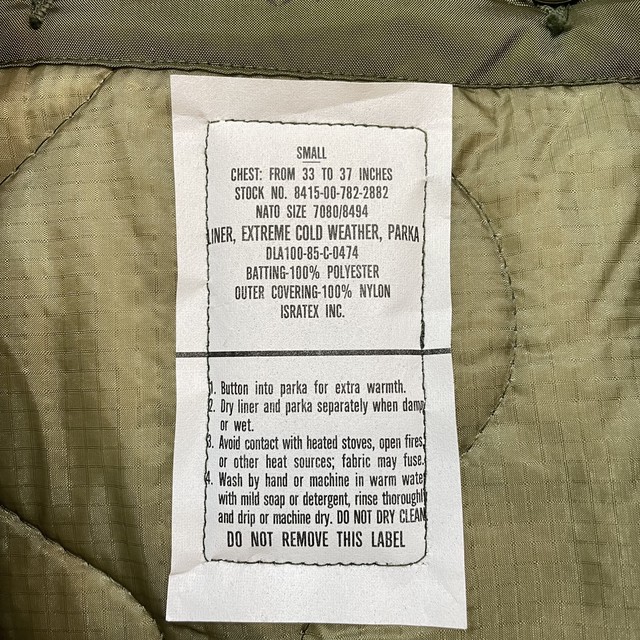 SMALL
CHEST: FROM 33 TO 37 INCHES
STOCK NO. 8415-00-782-2882
NATO SIZE 7080/8494
LINER, EXTREME COLD WEATHER, PARKA
DLA100-85-C-0474
BATTING-100% POLYESTER
OUTER COVERING-100% NYLON
ISRATEX INC.
1. Button into parka for extra warmth.
2. Dry liner and parka separately when damp
or wet.
3. Avoid contact with heated stoves, open fires,
or other heat sources; fabric may fuse.
4. Wash by hand or machine in warm water
with mild soap or detergent, rinse thoroughly
and drip or machine dry. DO NOT DRY CLEAN.
DO NOT REMOVE THIS LABEL